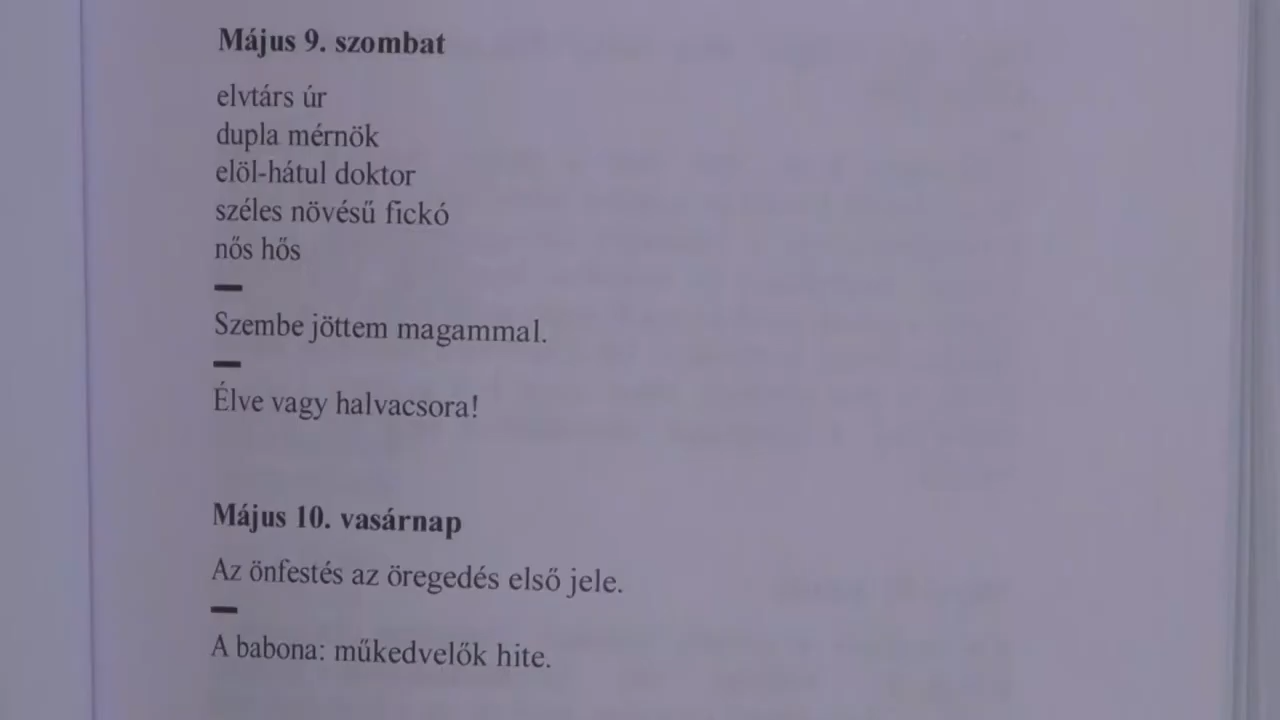 Május 9. szombat
elvtárs úr
dupla mérnök
elöl-hátul doktor
széles növésű fickó
nős hős
—
Szembe jöttem magammal.
—
Élve vagy halvacsora!
Május 10. vasárnap
Az önfestés az öregedés első jele.
—
A babona: műkedvelők hite.